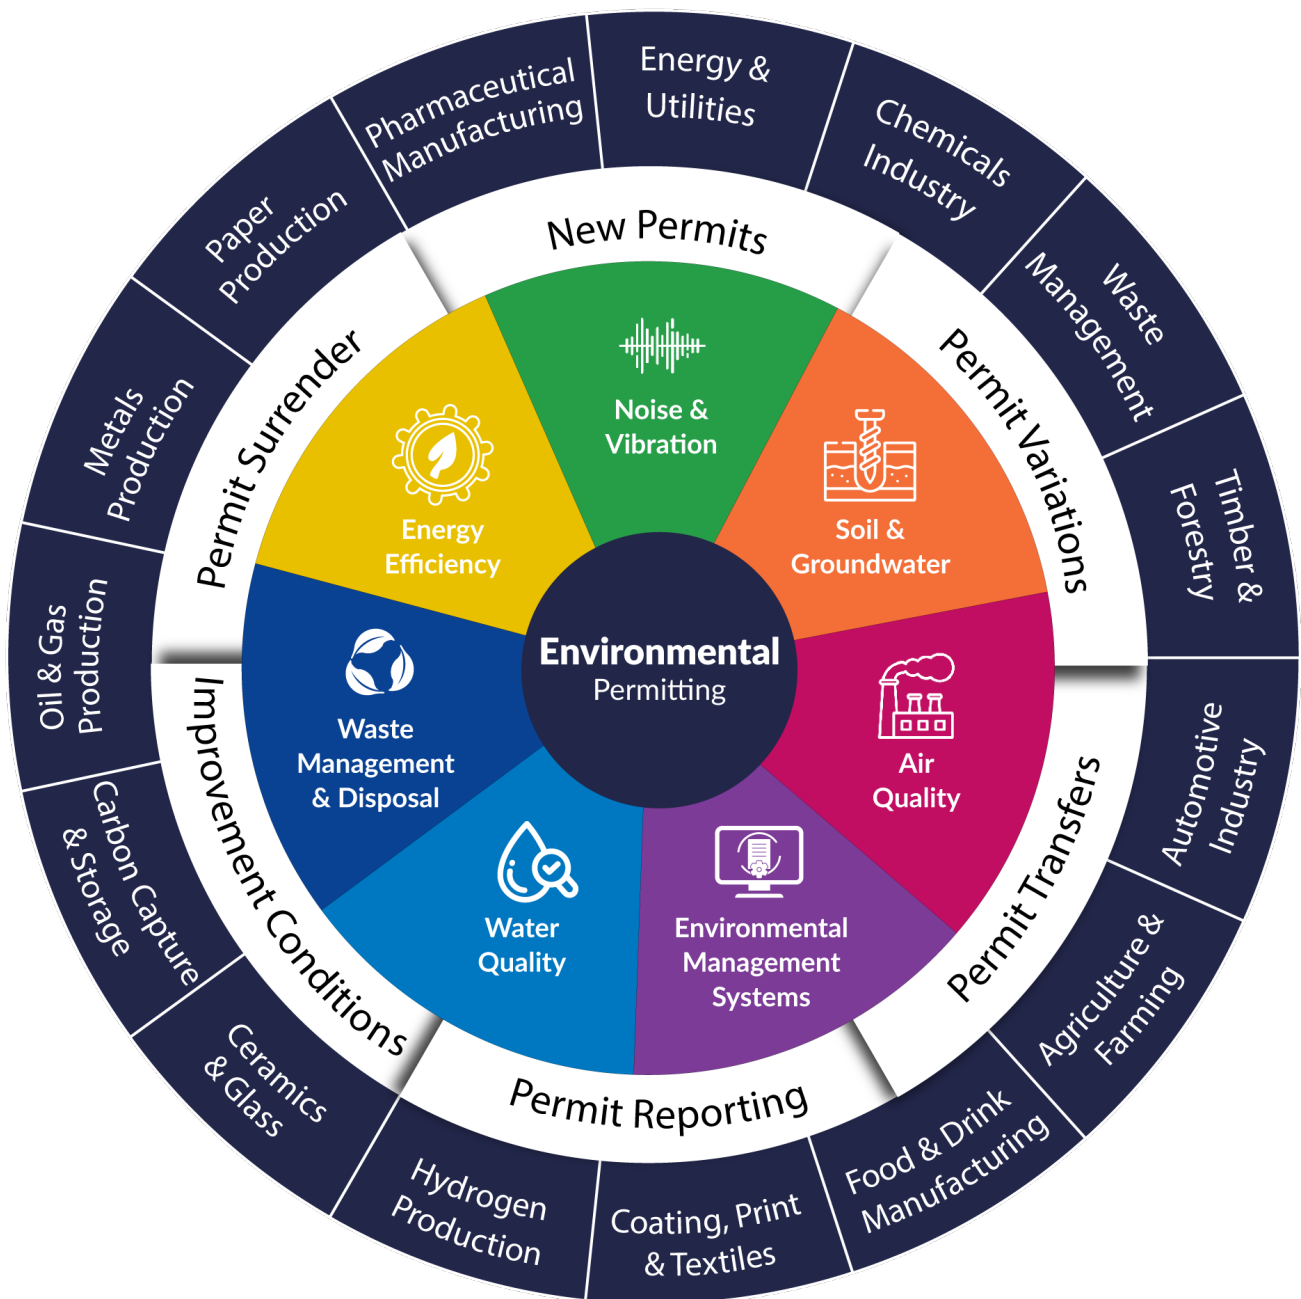 Energy &
Utilities
Chemicals
Industry
Waste
Management
Timber &
Forestry
Automotive
Industry
Agriculture &
Farming
Food & Drink
Manufacturing
Coating, Print
& Textiles
Hydrogen
Production
Ceramics
& Glass
Carbon Capture
& Storage
Oil & Gas
Production
Metals
Production
Paper
Production
Pharmaceutical
Manufacturing
New Permits
Permit Variations
Permit Transfers
Permit Reporting
Improvement Conditions
Permit Surrender
Noise &
Vibration
Soil &
Groundwater
Air
Quality
Environmental
Management
Systems
Water
Quality
Waste
Management
& Disposal
Energy
Efficiency
Environmental
Permitting